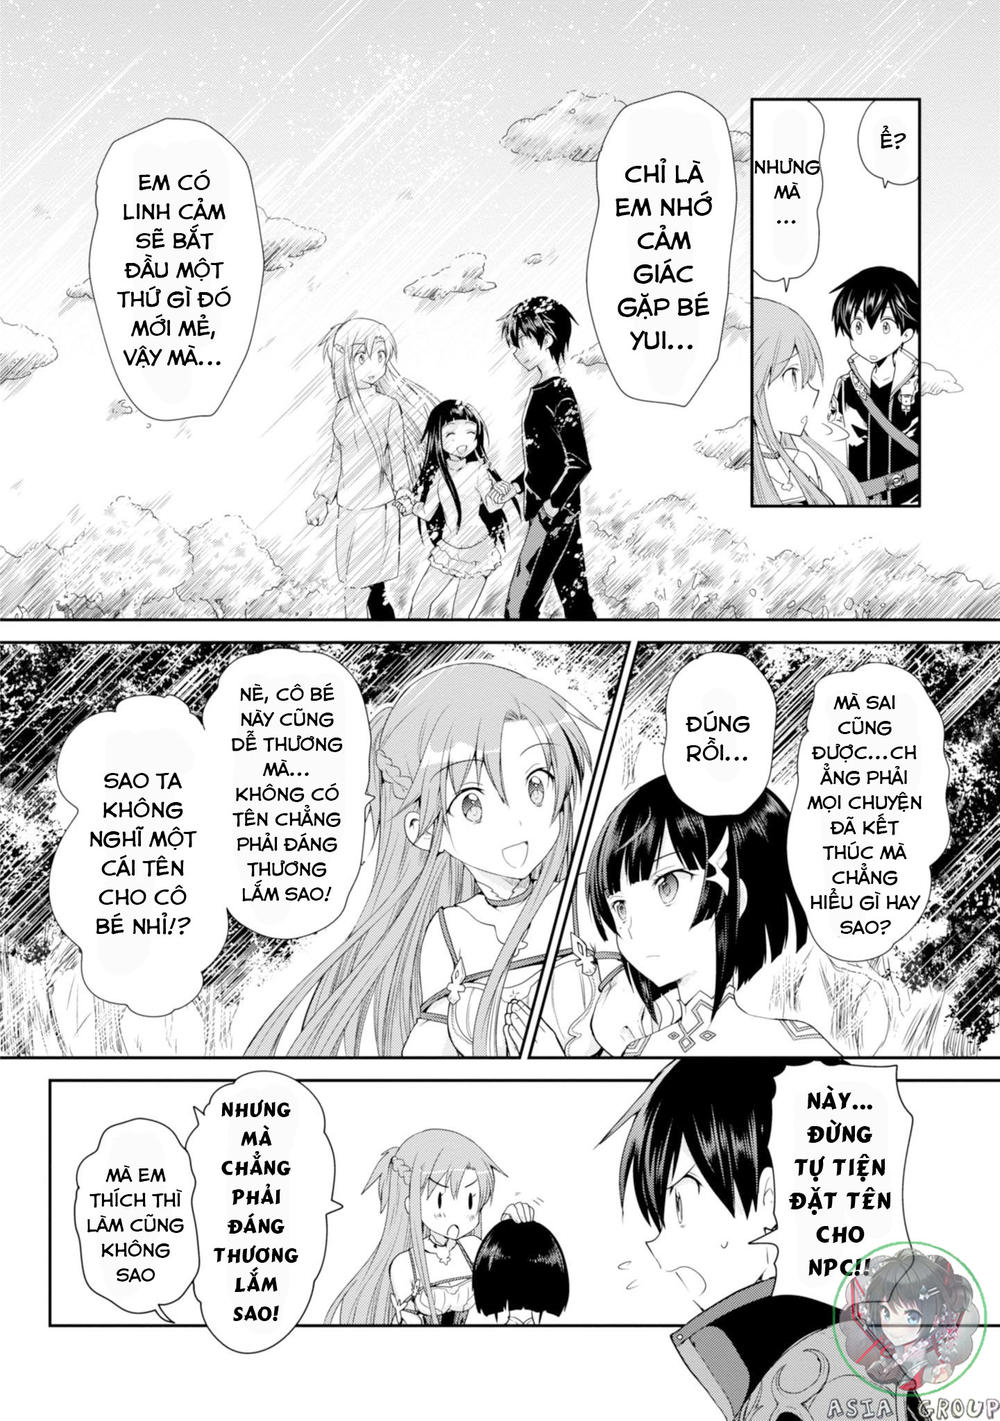 Ể?
NHƯNG
MÀ
...
CHỈ LÀ
EM NHỚ
CẢM
GIÁC
GẶP BÉ
YUI...
EM CÓ
LINH CẢM
SẼ BẮT
ĐẦU MỘT
THỨ GÌ ĐÓ
MỚI MẺ,
VẬY MÀ...
MÀ SAI
CŨNG
ĐƯỢC...CH
ẲNG PHẢI
MỌI CHUYỆN
ĐÃ KẾT
THÚC MÀ
CHẲNG
HIỂU GÌ HAY
SAO?
ĐÚNG
RỒI...
NÈ, CÔ BÉ
NÀY CŨNG
DỄ THƯƠNG
MÀ...
KHÔNG CÓ
TÊN CHẲNG
PHẢI ĐÁNG
THƯƠNG
LẮM SAO!
SAO TA
KHÔNG
NGHĨ MỘT
CÁI TÊN
CHO CÔ
BÉ NHỈ!?
NÀY...
ĐỪNG
TỰ TIỆN
ĐẶT TÊN
CHO
NPC!!
NHƯNG
MÀ
CHẲNG
PHẢI
ĐÁNG
THƯƠNG
LẮM
SAO!
MÀ EM
THÍCH THÌ
LÀM CŨNG
KHÔNG
SAO
ASIA GROUP